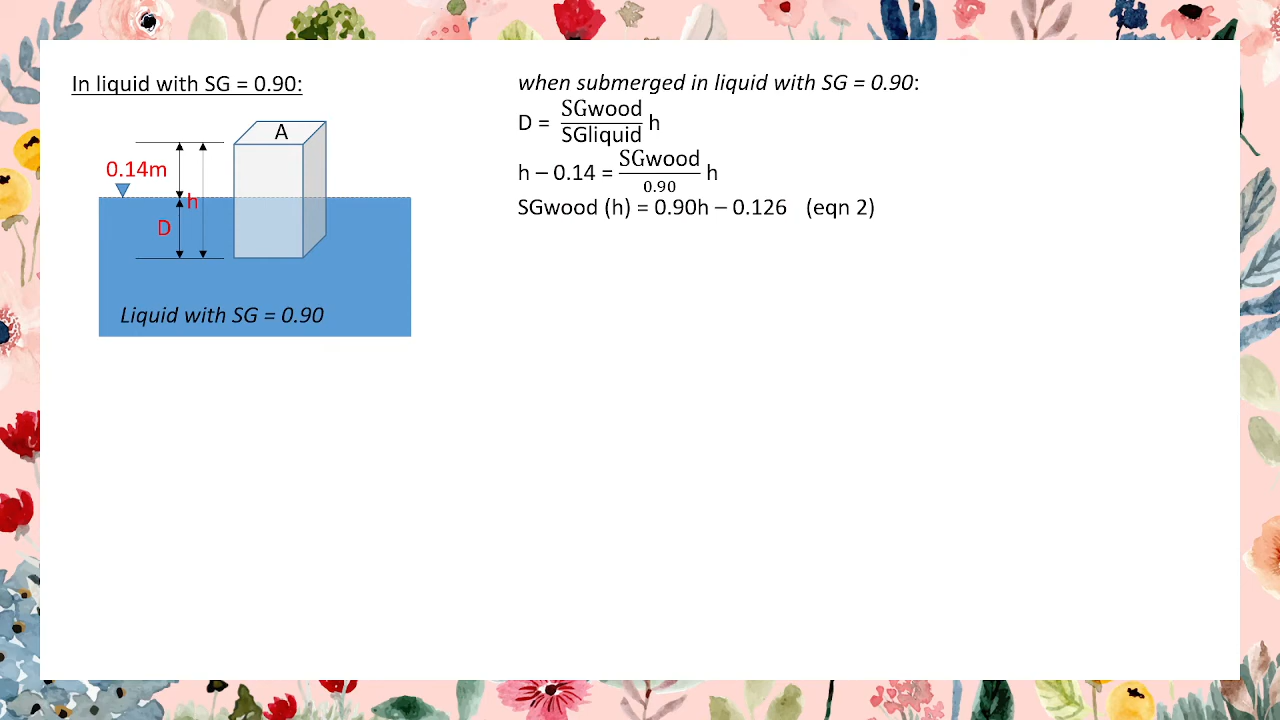 In liquid with SG = 0.90:
A
0.14m
h
D
Liquid with SG = 0.90
when submerged in liquid with SG = 0.90:
D = SGwood/SGliquid h
h – 0.14 = SGwood/0.90 h
SGwood (h) = 0.90h – 0.126 (eqn 2)